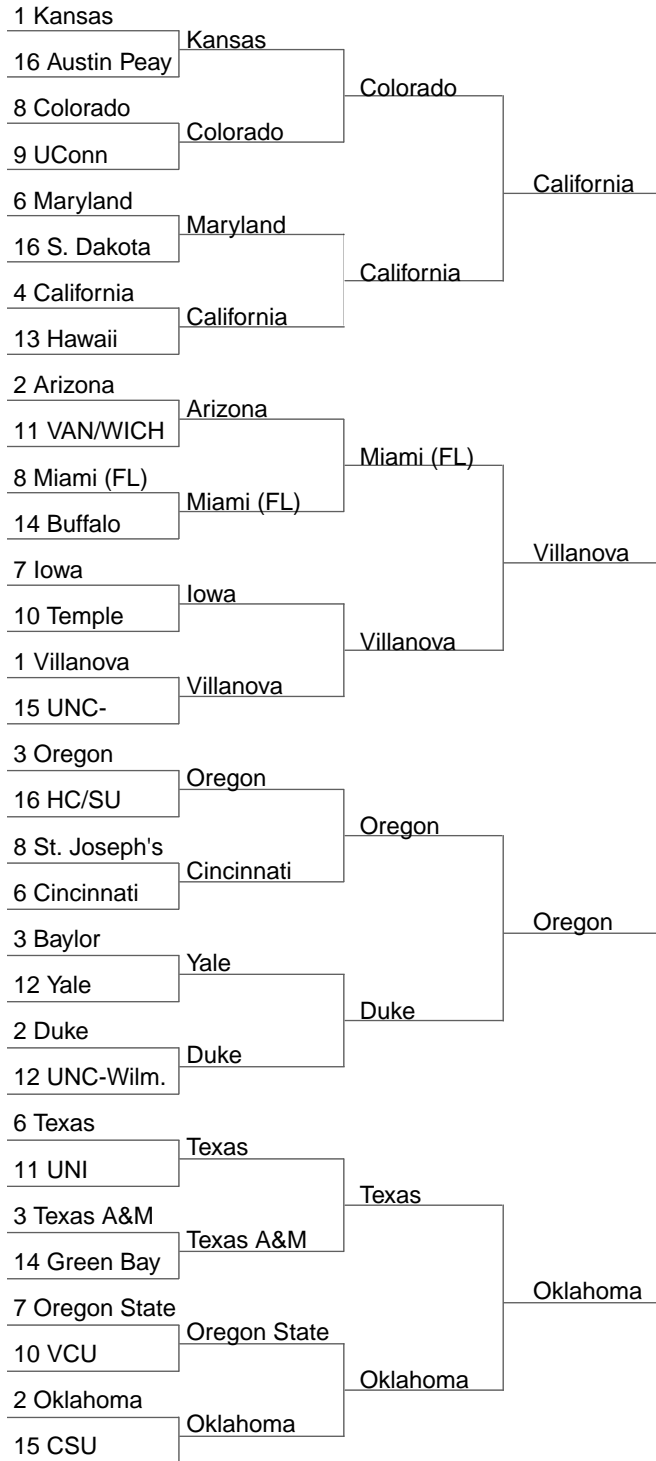 1 Kansas
Kansas
16 Austin Peay
Colorado
8 Colorado
Colorado
9 UConn
California
6 Maryland
Maryland
16 S. Dakota
California
4 California
California
13 Hawaii
2 Arizona
Arizona
11 VAN/WICH
Miami (FL)
8 Miami (FL)
Miami (FL)
14 Buffalo
Villanova
7 Iowa
Iowa
10 Temple
Villanova
1 Villanova
Villanova
15 UNC-
3 Oregon
Oregon
16 HC/SU
Oregon
8 St. Joseph's
Cincinnati
6 Cincinnati
Oregon
3 Baylor
Yale
12 Yale
Duke
2 Duke
Duke
12 UNC-Wilm.
6 Texas
Texas
11 UNI
Texas
3 Texas A&M
Texas A&M
14 Green Bay
Oklahoma
7 Oregon State
Oregon State
10 VCU
Oklahoma
2 Oklahoma
Oklahoma
15 CSU